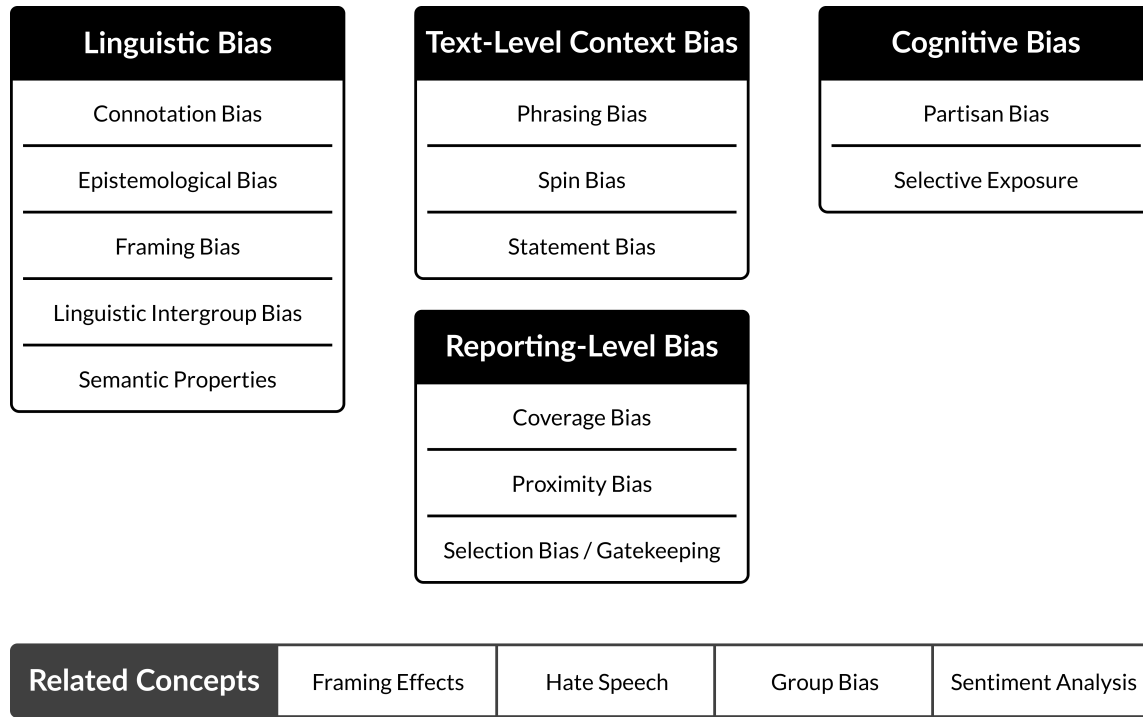 Linguistic Bias
Connotation Bias
Epistemological Bias
Framing Bias
Linguistic Intergroup Bias
Semantic Properties
Text-Level Context Bias
Phrasing Bias
Spin Bias
Statement Bias
Reporting-Level Bias
Coverage Bias
Proximity Bias
Selection Bias / Gatekeeping
Cognitive Bias
Partisan Bias
Selective Exposure
Related Concepts
Framing Effects
Hate Speech
Group Bias
Sentiment Analysis